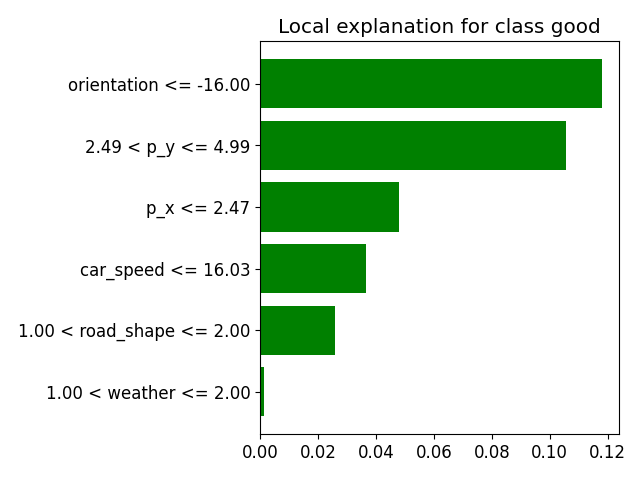 Local explanation for class good
orientation <= -16.00
2.49 < p_y <= 4.99
p_x <= 2.47
car_speed <= 16.03
1.00 < road_shape <= 2.00
1.00 < weather <= 2.00
0.00 0.02 0.04 0.06 0.08 0.10 0.12